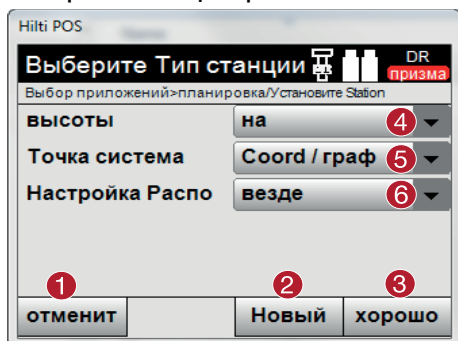 Hilti POS
Выберите Тип станции DR
призма
Выбор приложений>планировка/Установите Station
высоты на 4
Точка система Coord / граф 5
Настройка Распо везде 6
1 2 3
отменит Новый хорошо